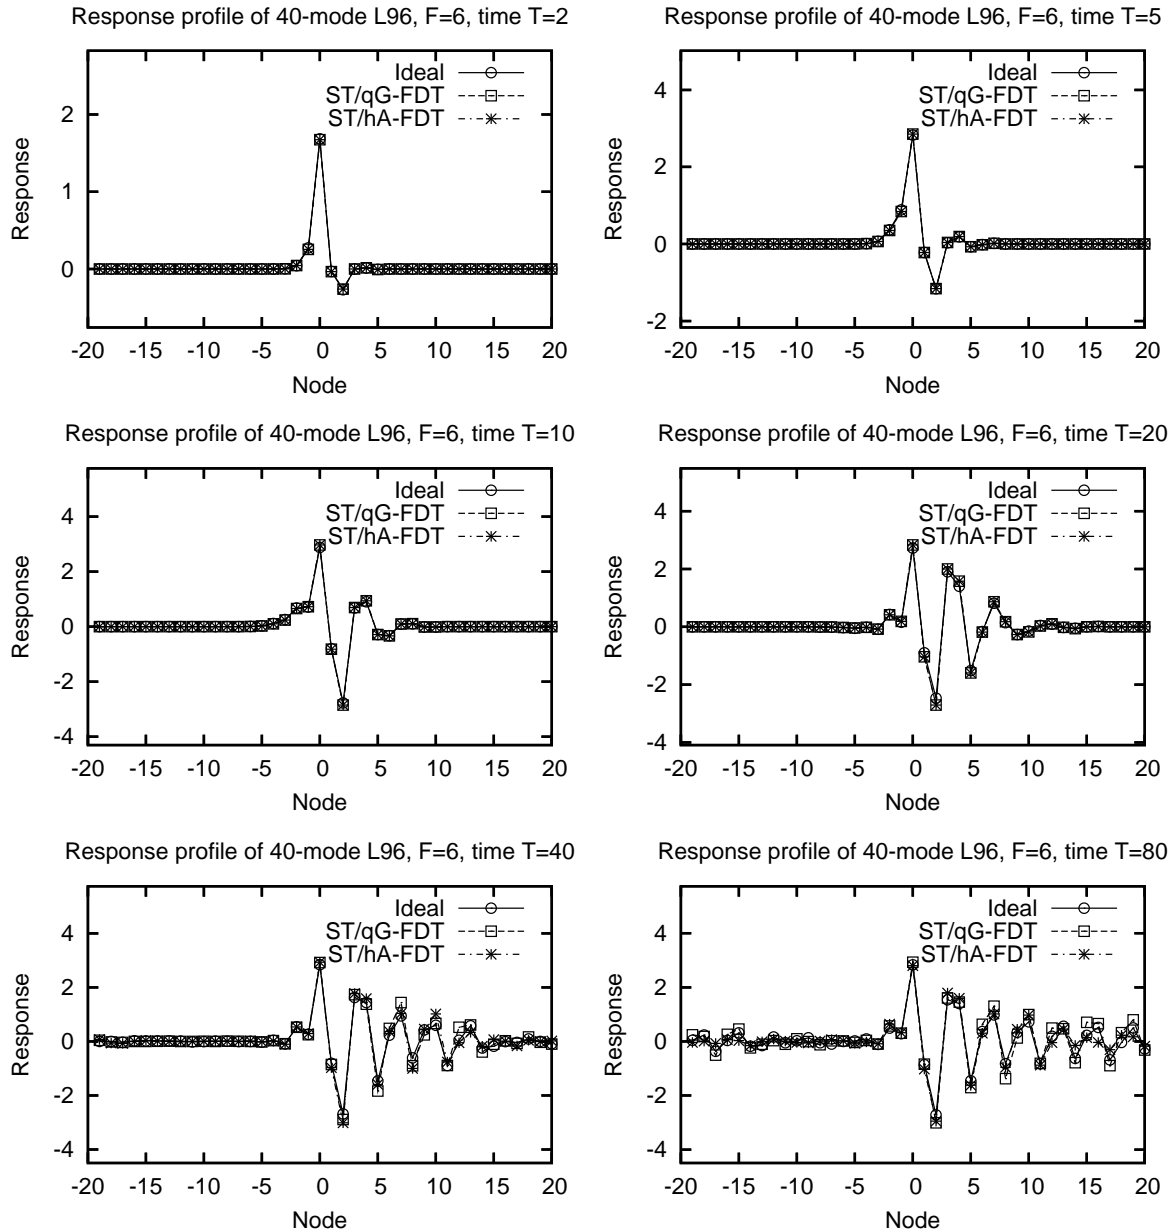 Response profile of 40-mode L96, F=6, time T=2
Ideal
ST/qG-FDT
ST/hA-FDT
2
1
0
Response
-20 -15 -10 -5 0 5 10 15 20
Node
Response profile of 40-mode L96, F=6, time T=5
Ideal
ST/qG-FDT
ST/hA-FDT
4
2
0
-2
Response
-20 -15 -10 -5 0 5 10 15 20
Node
Response profile of 40-mode L96, F=6, time T=10
Ideal
ST/qG-FDT
ST/hA-FDT
4
2
0
-2
-4
Response
-20 -15 -10 -5 0 5 10 15 20
Node
Response profile of 40-mode L96, F=6, time T=20
Ideal
ST/qG-FDT
ST/hA-FDT
4
2
0
-2
-4
Response
-20 -15 -10 -5 0 5 10 15 20
Node
Response profile of 40-mode L96, F=6, time T=40
Ideal
ST/qG-FDT
ST/hA-FDT
4
2
0
-2
-4
Response
-20 -15 -10 -5 0 5 10 15 20
Node
Response profile of 40-mode L96, F=6, time T=80
Ideal
ST/qG-FDT
ST/hA-FDT
4
2
0
-2
-4
Response
-20 -15 -10 -5 0 5 10 15 20
Node